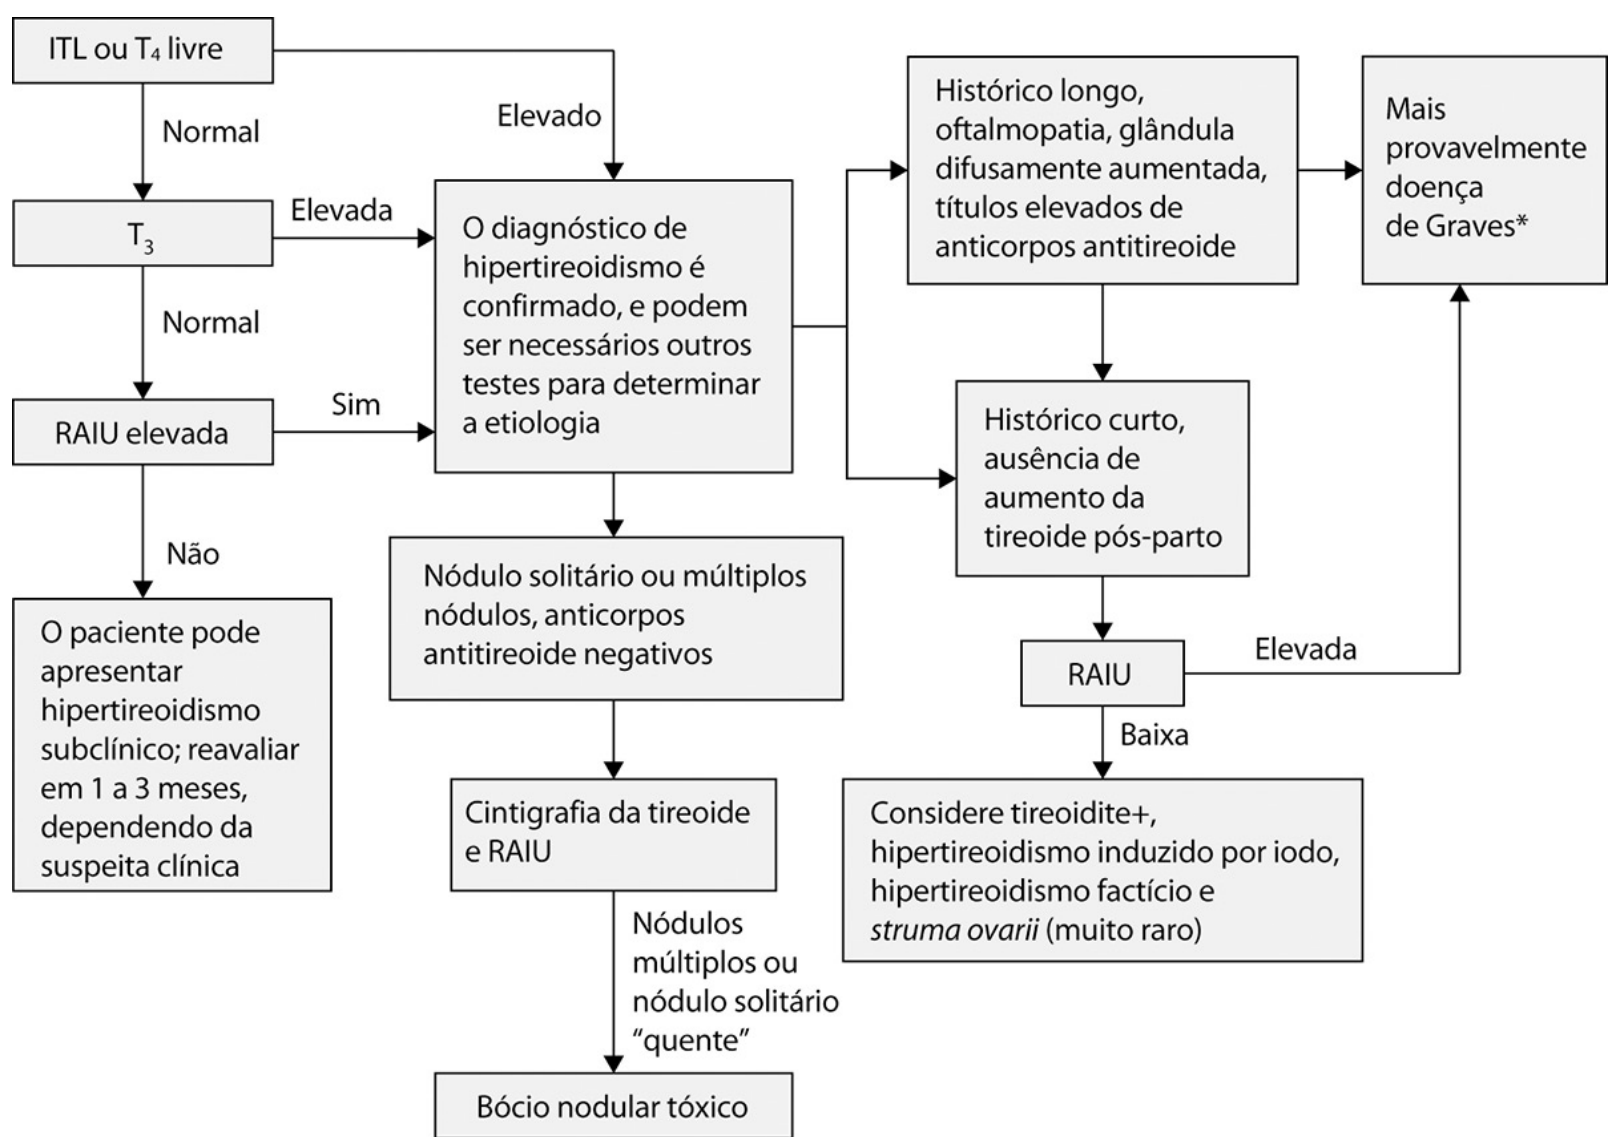 ITL ou T₄ livre
Normal
Elevado
T₃
Elevada
Normal
RAIU elevada
Sim
Não
O paciente pode
apresentar
hipertireoidismo
subclínico; reavaliar
em 1 a 3 meses,
dependendo da
suspeita clínica
O diagnóstico de
hipertireoidismo é
confirmado, e podem
ser necessários outros
testes para determinar
a etiologia
Nódulo solitário ou múltiplos
nódulos, anticorpos
antitireoide negativos
Cintigrafia da tireoide
e RAIU
Nódulos
múltiplos ou
nódulo solitário
“quente”
Bócio nodular tóxico
Histórico longo,
oftalmopatia, glândula
difusamente aumentada,
títulos elevados de
anticorpos antitireoide
Mais
provavelmente
doença
de Graves*
Histórico curto,
ausência de
aumento da
tireoide pós-parto
RAIU
Elevada
Baixa
Considere tireoidite+,
hipertireoidismo induzido por iodo,
hipertireoidismo factício e
struma ovarii (muito raro)